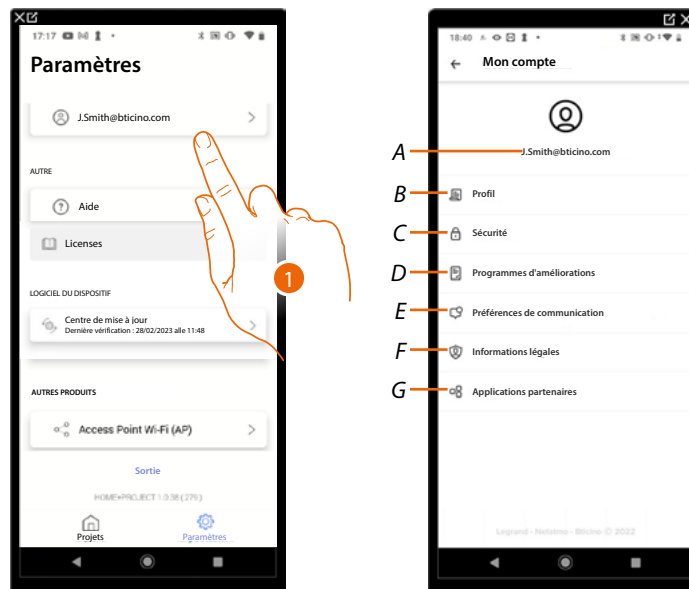 17:17
Paramètres
J.Smith@bticino.com
AUTRE
Aide
Licenses
1
LOGICIEL DU DISPOSITIF
Centre de mise à jour
Dernière vérification : 28/02/2023 alle 11:48
AUTRES PRODUITS
Access Point Wi-Fi (AP)
Sortie
HOME+PROJECT 1.0.38 (279)
Projets
Paramètres
18:40
Mon compte
A
J.Smith@bticino.com
B
Profil
C
Sécurité
D
Programmes d'améliorations
E
Préférences de communication
F
Informations légales
G
Applications partenaires
Legrand - Netatmo - Bticino © 2022